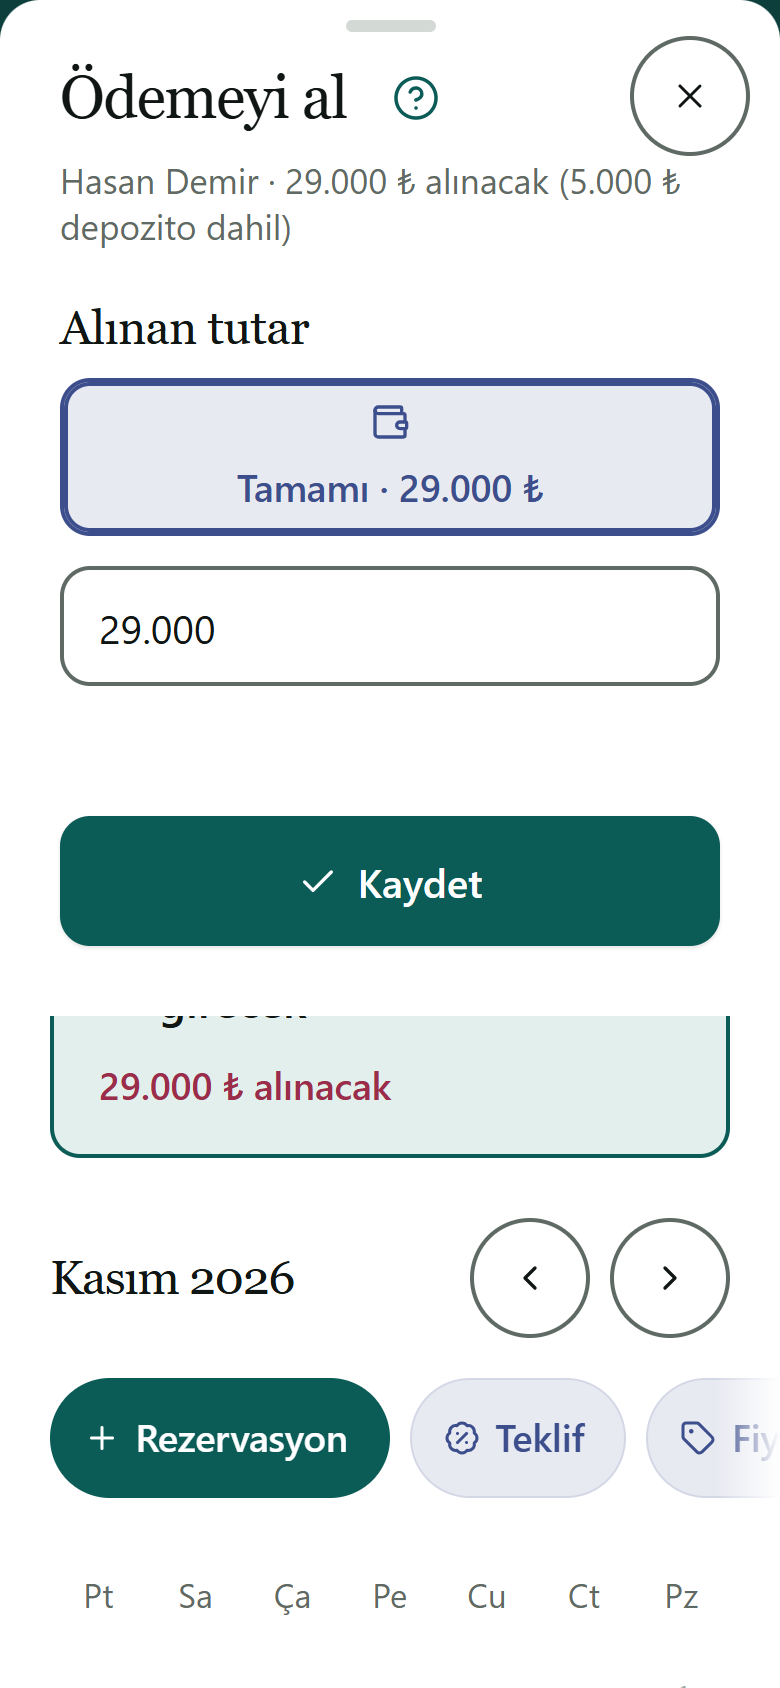 Ödemeyi al
Hasan Demir · 29.000 ₺ alınacak (5.000 ₺
depozito dahil)
Alınan tutar
Tamamı · 29.000 ₺
29.000
Kaydet
29.000 ₺ alınacak
Kasım 2026
Rezervasyon
Teklif
Pt Sa Ça Pe Cu Ct Pz